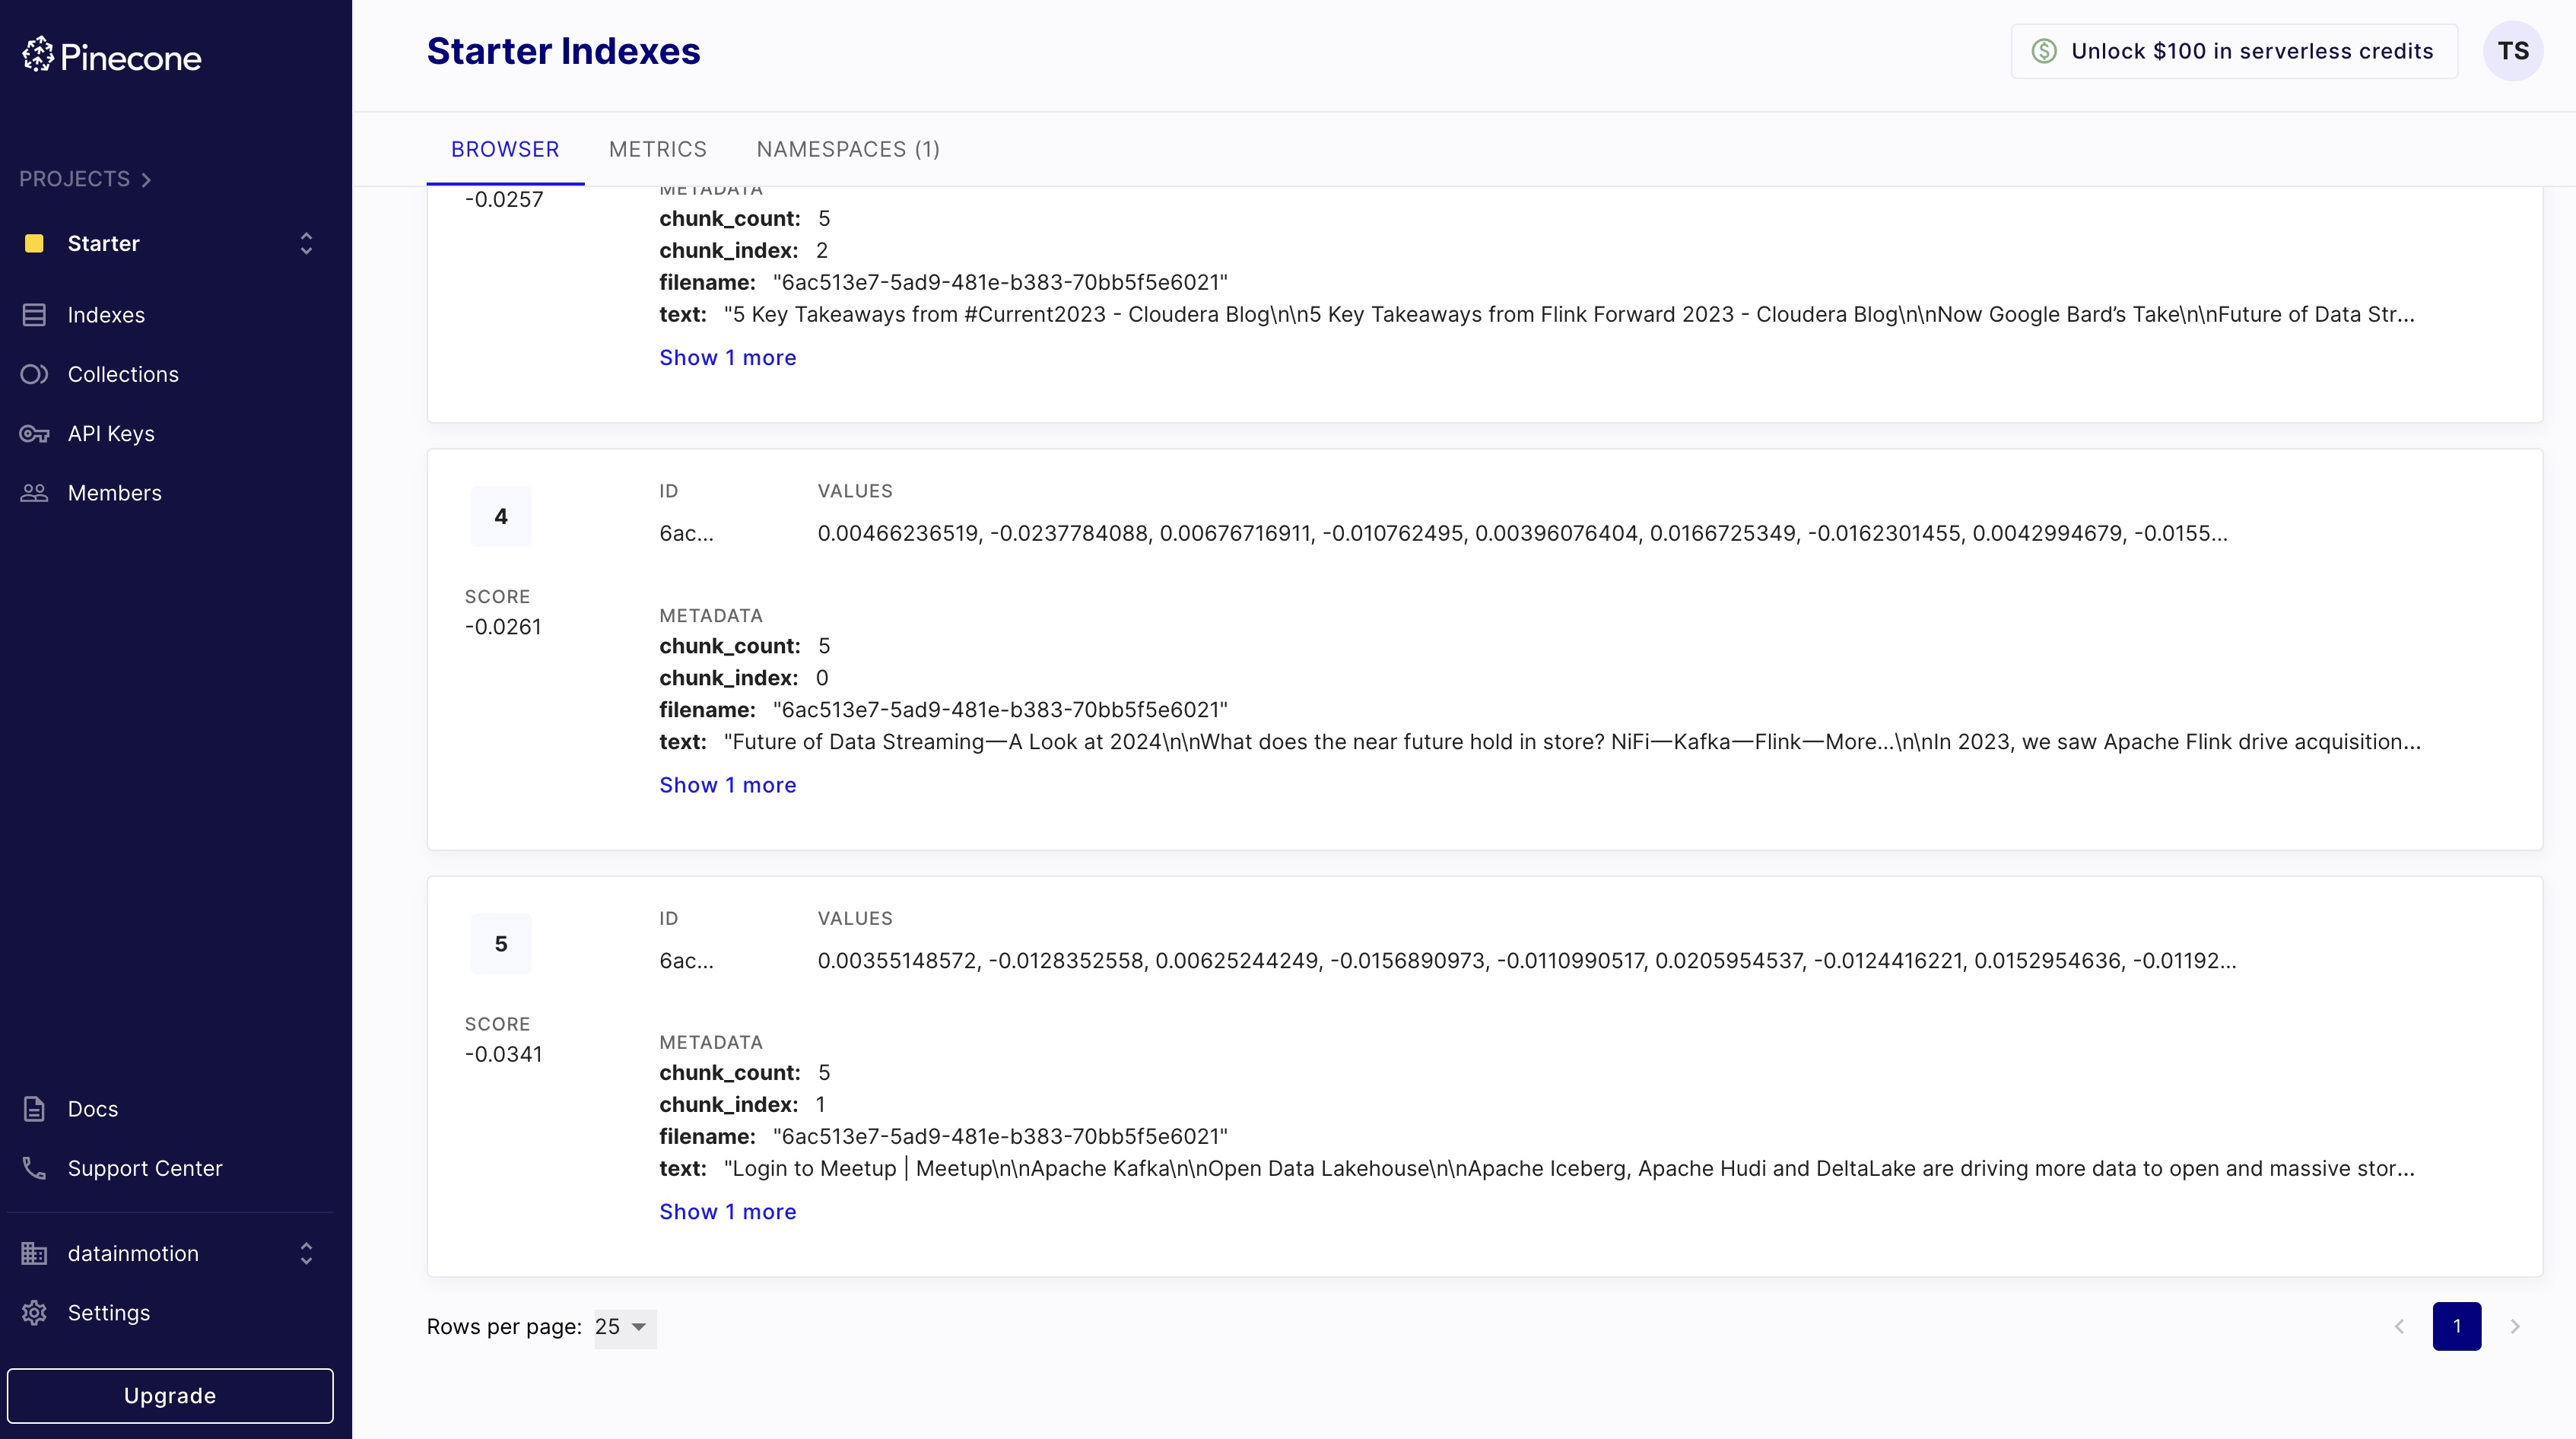 Pinecone
PROJECTS
Starter
Indexes
Collections
API Keys
Members
Docs
Support Center
datainmotion
Settings
Upgrade
Starter Indexes
Unlock $100 in serverless credits
TS
BROWSER METRICS NAMESPACES (1)
METADATA
-0.0257
chunk_count: 5
chunk_index: 2
filename: "6ac513e7-5ad9-481e-b383-70bb5f5e6021"
text: "5 Key Takeaways from #Current2023 - Cloudera Blog\n\n5 Key Takeaways from Flink Forward 2023 - Cloudera Blog\n\nNow Google Bard’s Take\n\nFuture of Data Str...
Show 1 more
4
ID VALUES
6ac... 0.00466236519, -0.0237784088, 0.00676716911, -0.010762495, 0.00396076404, 0.0166725349, -0.0162301455, 0.0042994679, -0.0155...
SCORE
-0.0261
METADATA
chunk_count: 5
chunk_index: 0
filename: "6ac513e7-5ad9-481e-b383-70bb5f5e6021"
text: "Future of Data Streaming — A Look at 2024\n\nWhat does the near future hold in store? NiFi — Kafka — Flink — More...\n\nIn 2023, we saw Apache Flink drive acquisition...
Show 1 more
5
ID VALUES
6ac... 0.00355148572, -0.0128352558, 0.00625244249, -0.0156890973, -0.0110990517, 0.0205954537, -0.0124416221, 0.0152954636, -0.01192...
SCORE
-0.0341
METADATA
chunk_count: 5
chunk_index: 1
filename: "6ac513e7-5ad9-481e-b383-70bb5f5e6021"
text: "Login to Meetup | Meetup\n\nApache Kafka\n\nOpen Data Lakehouse\n\nApache Iceberg, Apache Hudi and DeltaLake are driving more data to open and massive stor...
Show 1 more
Rows per page: 25
1